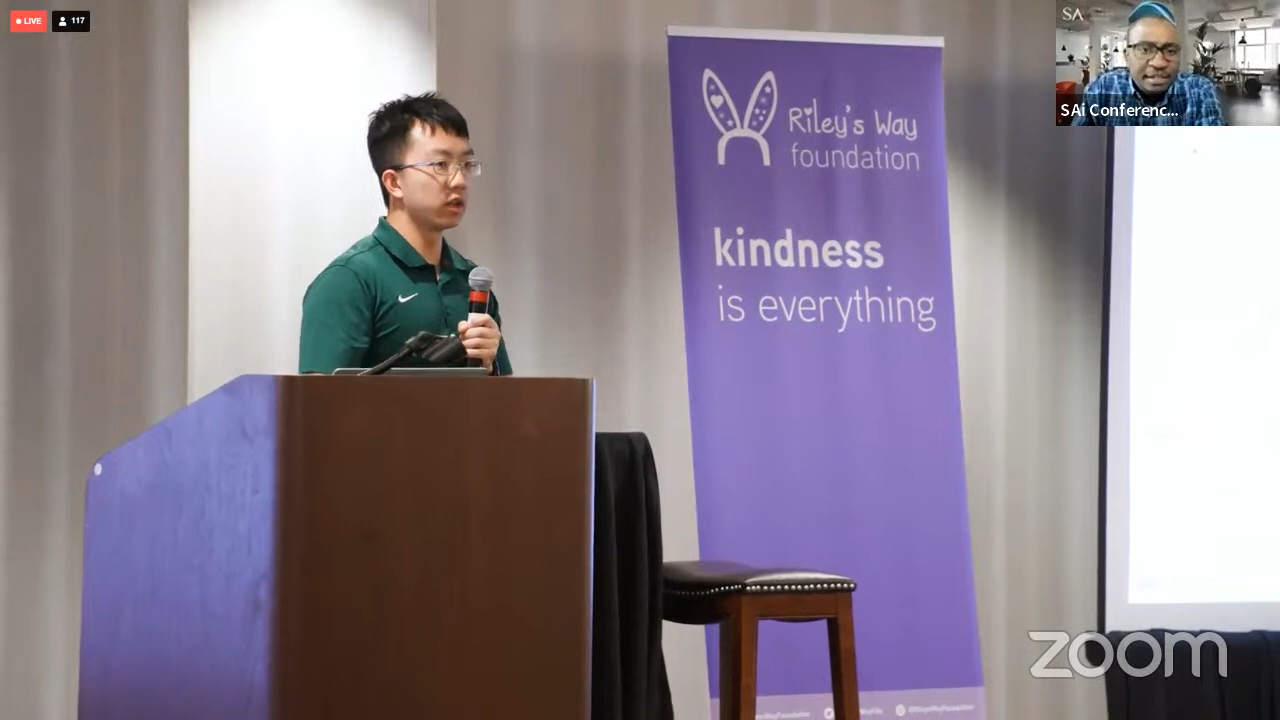 LIVE
117
SA
SAi Conferenc...
Riley's Way
foundation
kindness
is everything
zoom